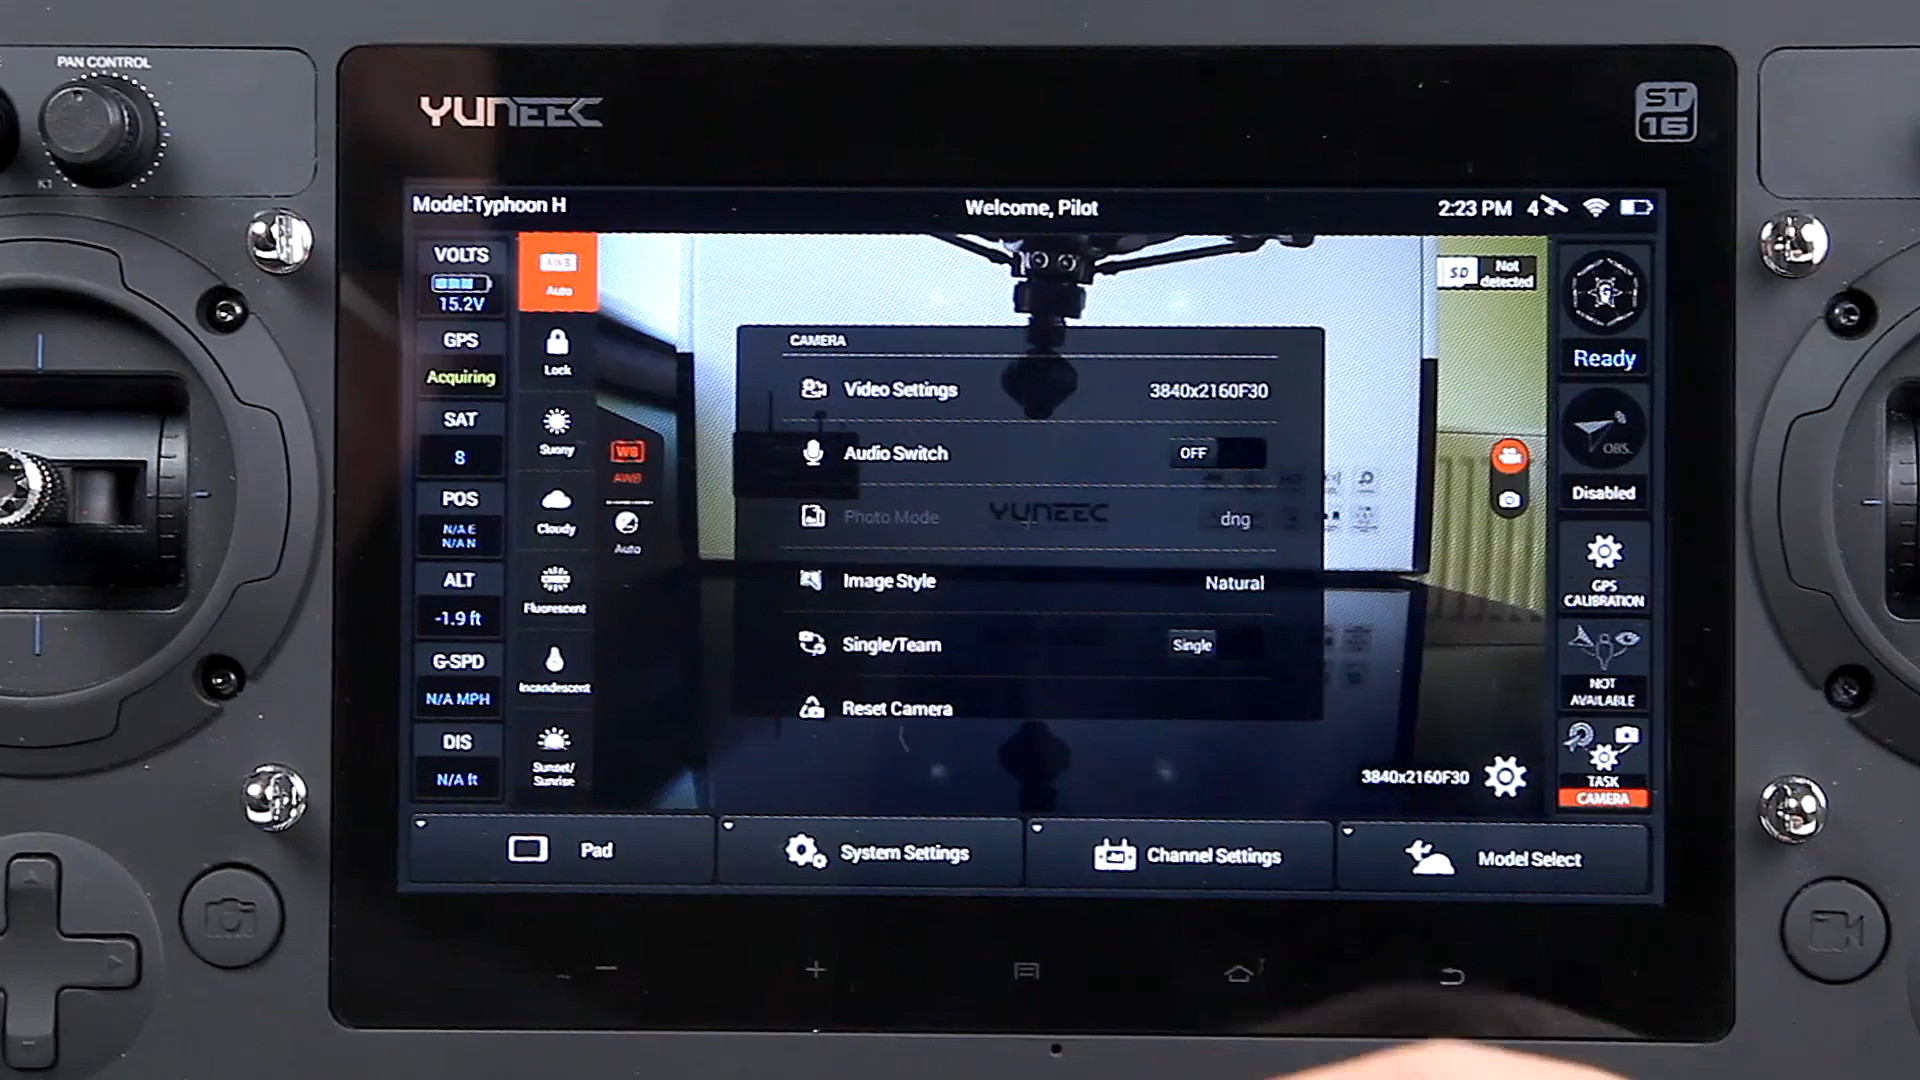 PAN CONTROL
K1
YUNEEC
ST
16
Model:Typhoon H
Welcome, Pilot
2:23 PM
4
VOLTS
15.2V
GPS
Acquiring
SAT
8
POS
N/A E
N/A N
ALT
-1.9 ft
G-SPD
N/A MPH
DIS
N/A ft
AWB
Auto
Lock
Sunny
Cloudy
Fluorescent
Incandescent
Sunset/
Sunrise
WB
AWB
Auto
CAMERA
Video Settings
3840x2160F30
Audio Switch
OFF
Photo Mode
dng
YUNEEC
Image Style
Natural
Single/Team
Single
Reset Camera
SD
Not
detected
3840x2160F30
G
Ready
OBS.
Disabled
GPS
CALIBRATION
NOT
AVAILABLE
TASK
CAMERA
Pad
System Settings
Channel Settings
Model Select